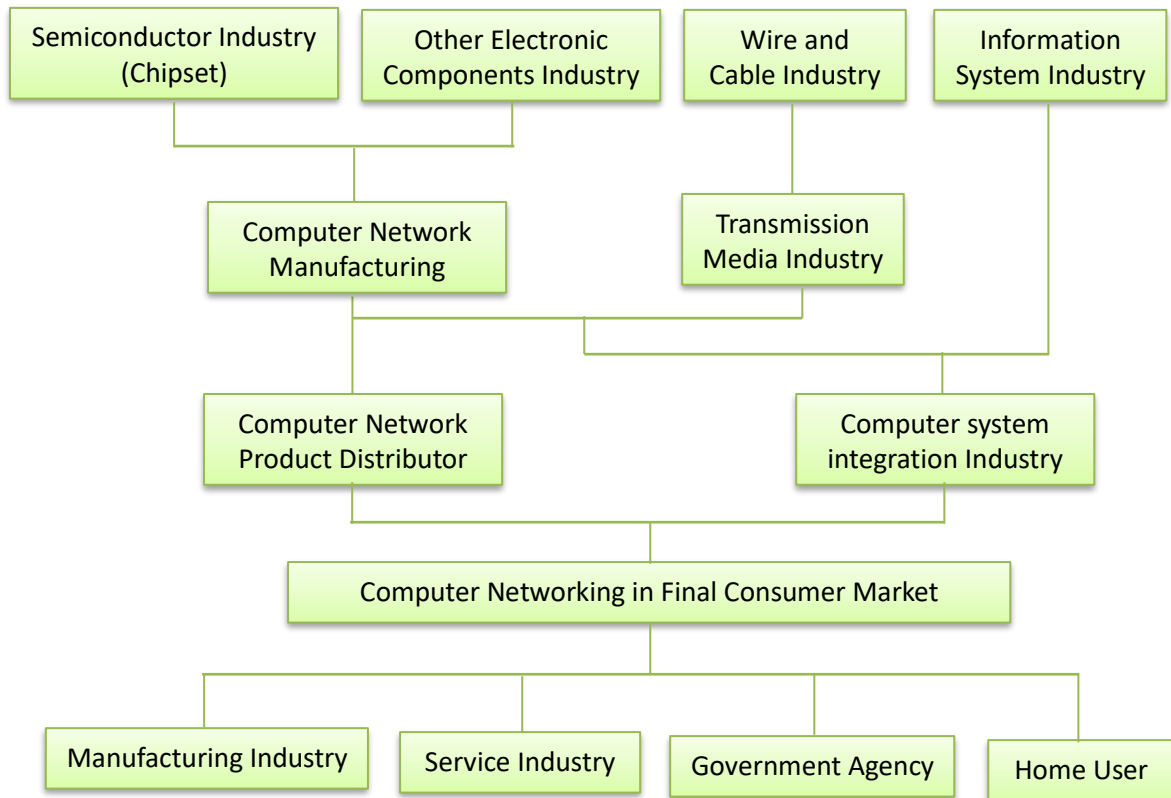 Semiconductor Industry
(Chipset)
Other Electronic
Components Industry
Wire and
Cable Industry
Information
System Industry
Computer Network
Manufacturing
Transmission
Media Industry
Computer Network
Product Distributor
Computer system
integration Industry
Computer Networking in Final Consumer Market
Manufacturing Industry
Service Industry
Government Agency
Home User